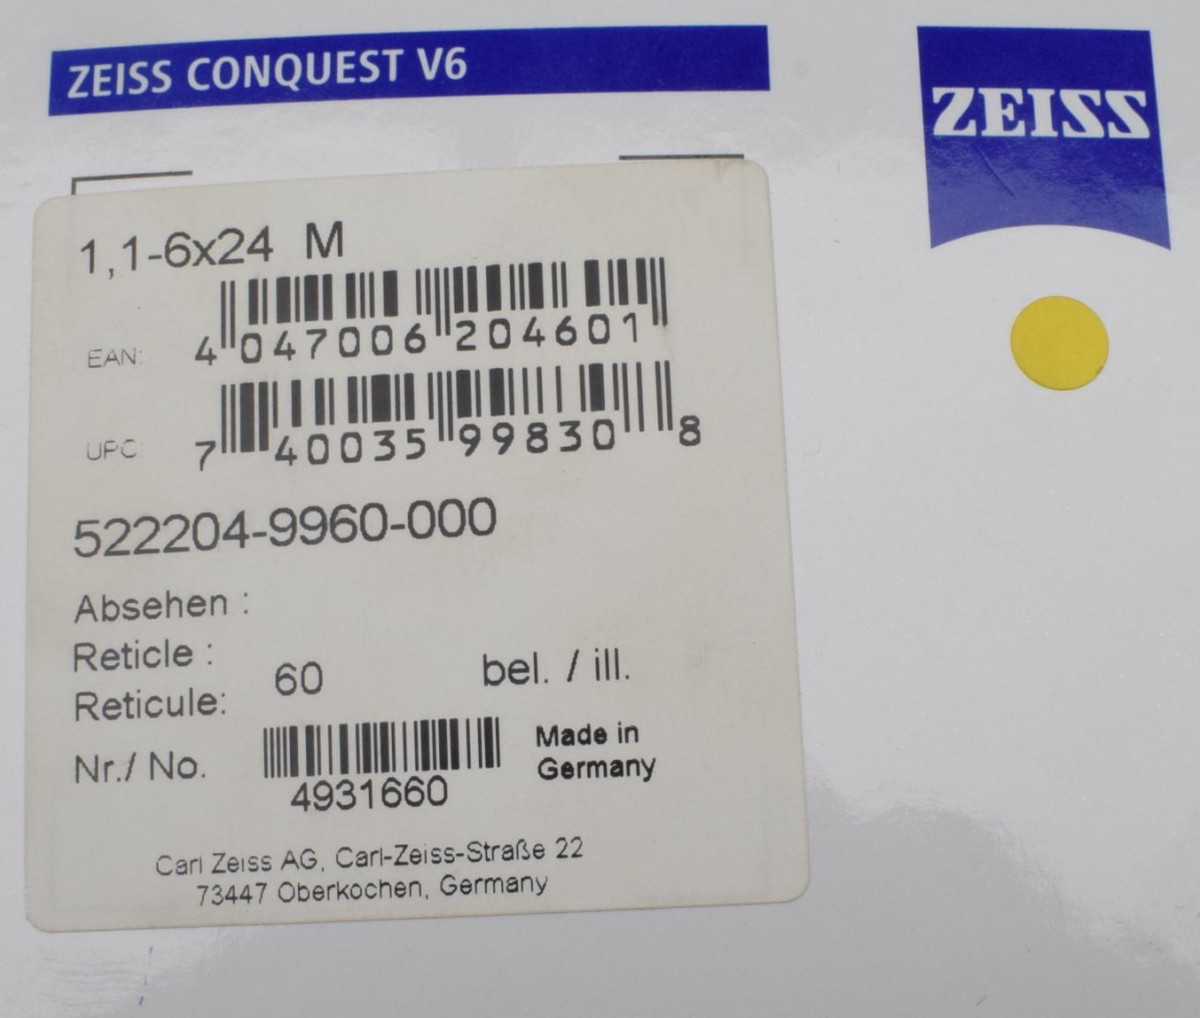 ZEISS CONQUEST V6
ZEISS
1,1-6x24 M
EAN: 4 047006 204601
UPC: 7 40035 99830 8
522204-9960-000
Absehen :
Reticle :
Reticule: 60 bel. / ill.
Nr./ No. 4931660
Made in
Germany
Carl Zeiss AG, Carl-Zeiss-Straße 22
73447 Oberkochen, Germany